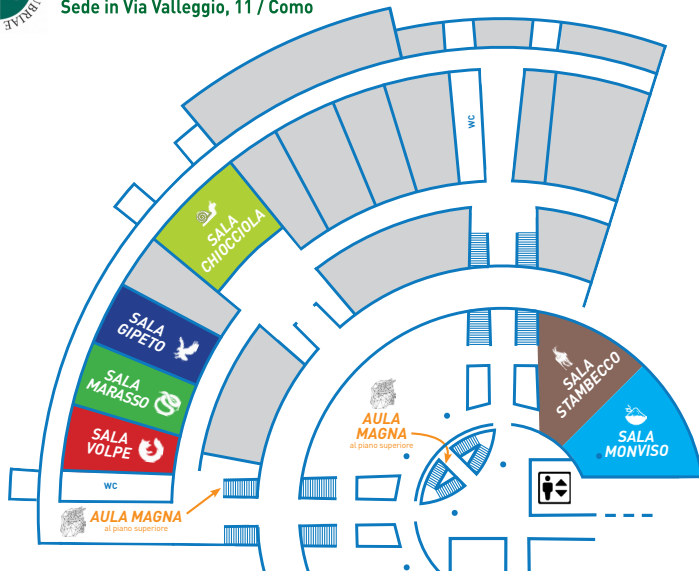 BRIAE
Sede in Via Valleggio, 11 / Como
WC
SALA
CHIOCCIOLA
SALA
GIPETO
SALA
MARASSO
SALA
VOLPE
WC
AULA MAGNA
al piano superiore
AULA
MAGNA
al piano superiore
SALA
STAMBECCO
SALA
MONVISO